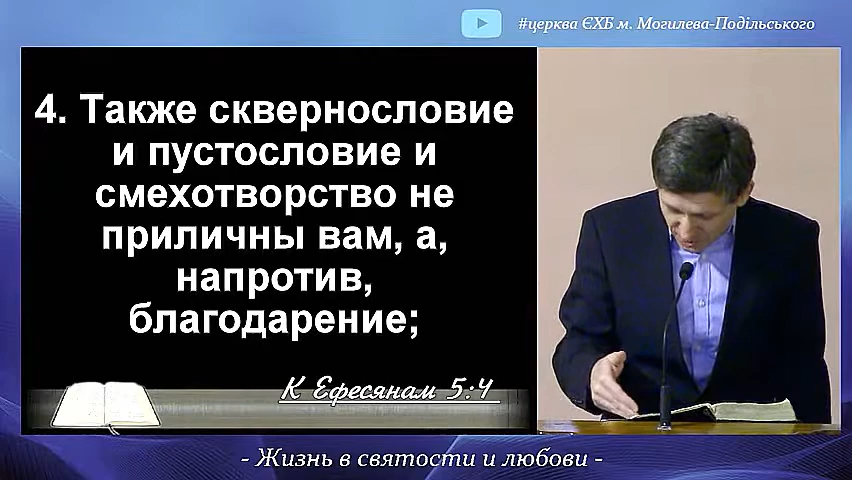 #церква ЄХБ м. Могилева-Подільського
4. Также сквернословие
и пустословие и
смехотворство не
приличны вам, а,
напротив,
благодарение;
К Ефесянам 5:4
- Жизнь в святости и любови -